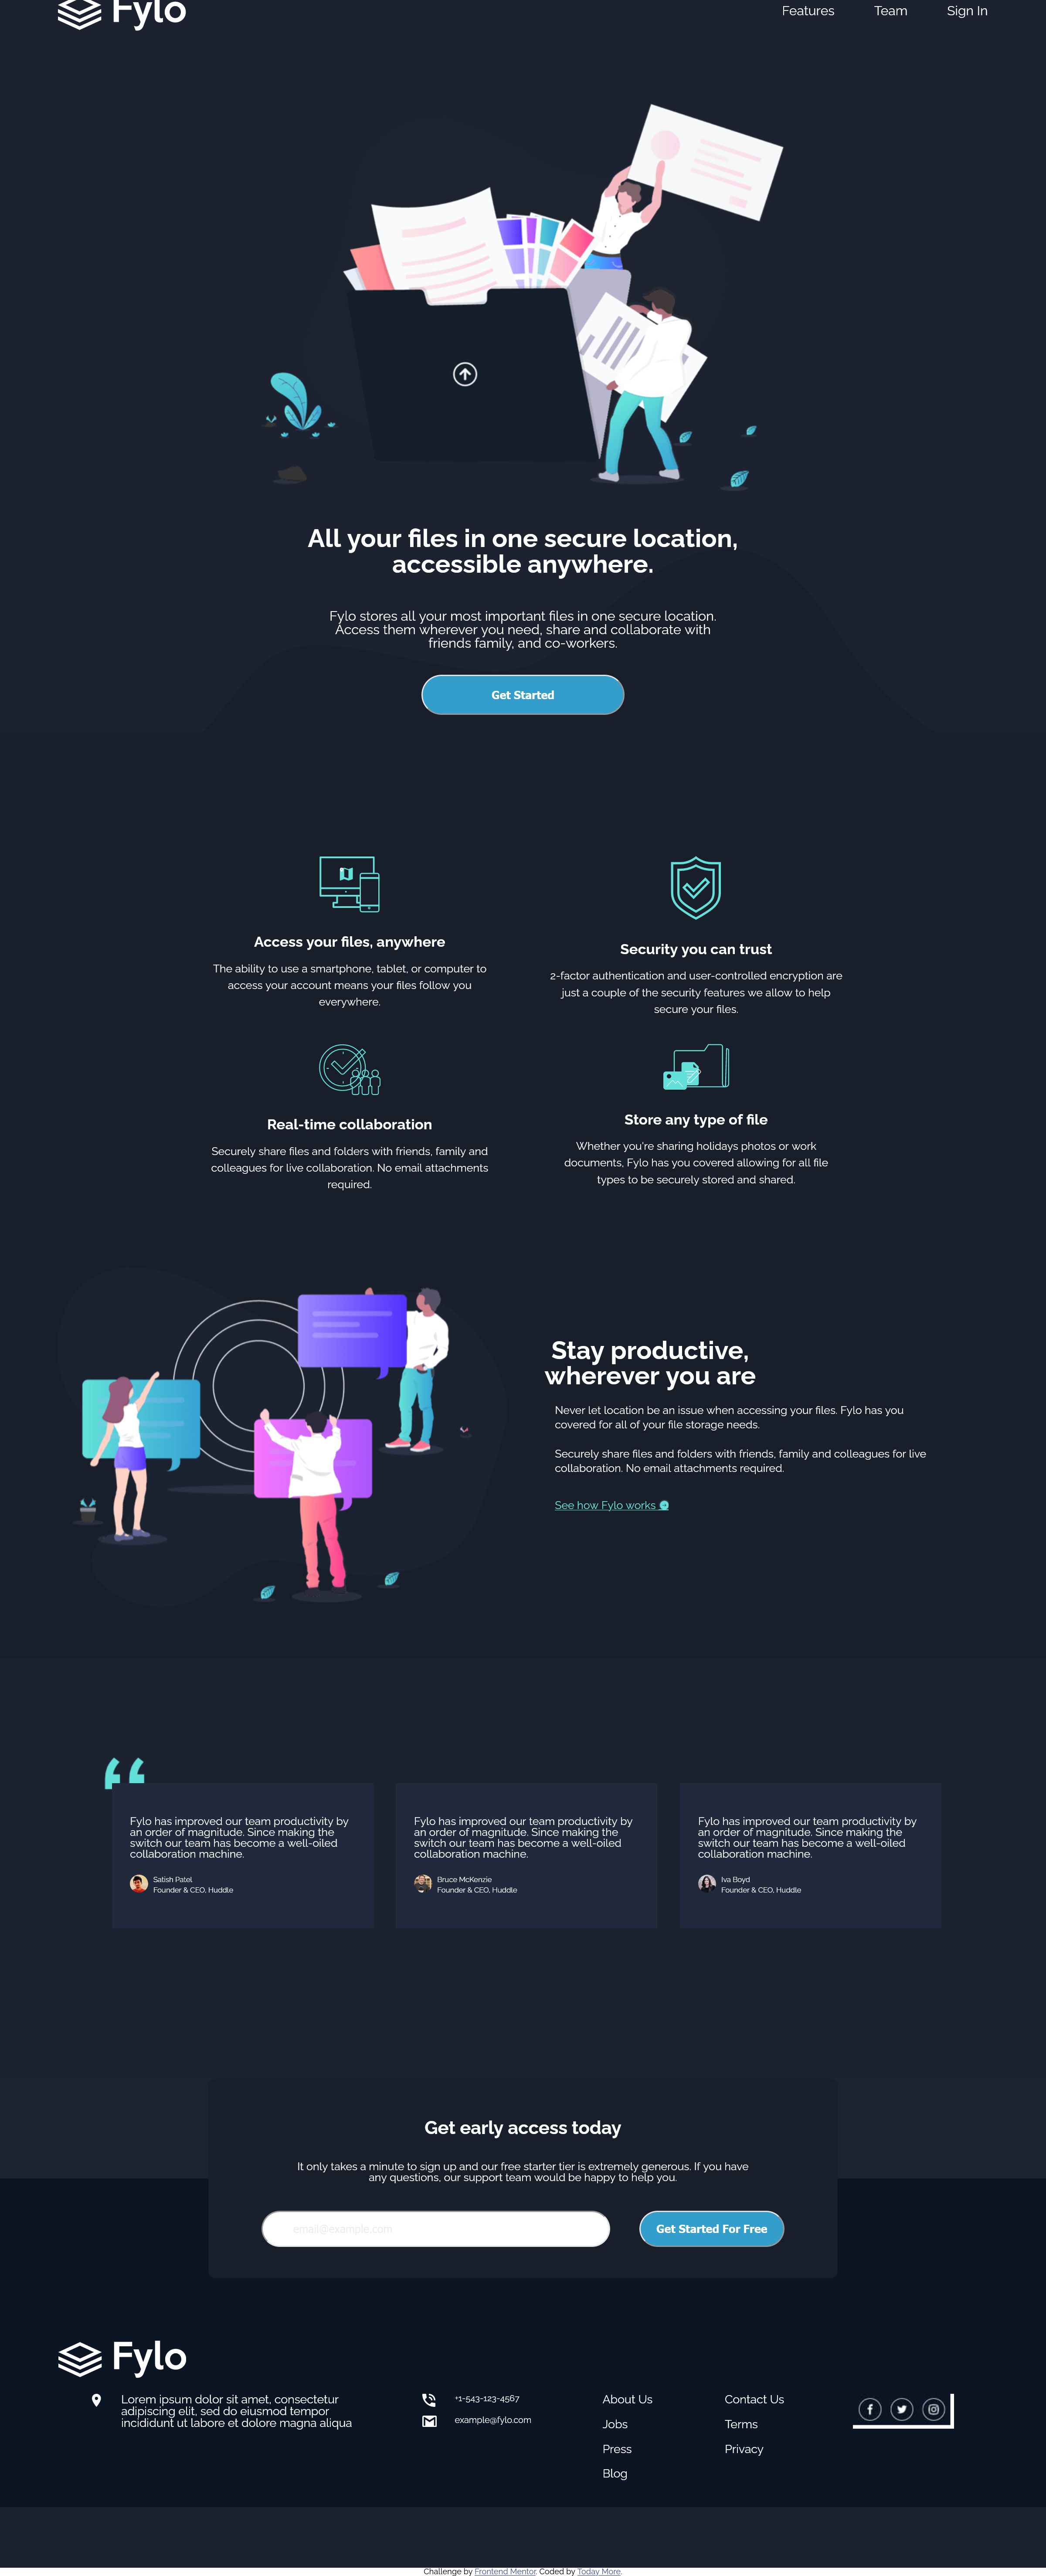 Fylo
Features Team Sign In
All your files in one secure location,
accessible anywhere.
Fylo stores all your most important files in one secure location.
Access them wherever you need, share and collaborate with
friends family, and co-workers.
Get Started
Access your files, anywhere
The ability to use a smartphone, tablet, or computer to
access your account means your files follow you
everywhere.
Security you can trust
2-factor authentication and user-controlled encryption are
just a couple of the security features we allow to help
secure your files.
Real-time collaboration
Securely share files and folders with friends, family and
colleagues for live collaboration. No email attachments
required.
Store any type of file
Whether you're sharing holidays photos or work
documents, Fylo has you covered allowing for all file
types to be securely stored and shared.
Stay productive,
wherever you are
Never let location be an issue when accessing your files. Fylo has you
covered for all of your file storage needs.
Securely share files and folders with friends, family and colleagues for live
collaboration. No email attachments required.
See how Fylo works
Fylo has improved our team productivity by
an order of magnitude. Since making the
switch our team has become a well-oiled
collaboration machine.
Satish Patel
Founder & CEO, Huddle
Fylo has improved our team productivity by
an order of magnitude. Since making the
switch our team has become a well-oiled
collaboration machine.
Bruce McKenzie
Founder & CEO, Huddle
Fylo has improved our team productivity by
an order of magnitude. Since making the
switch our team has become a well-oiled
collaboration machine.
Iva Boyd
Founder & CEO, Huddle
Get early access today
It only takes a minute to sign up and our free starter tier is extremely generous. If you have
any questions, our support team would be happy to help you.
email@example.com
Get Started For Free
Fylo
Lorem ipsum dolor sit amet, consectetur
adipiscing elit, sed do eiusmod tempor
incididunt ut labore et dolore magna aliqua
+1-543-123-4567
example@fylo.com
About Us
Jobs
Press
Blog
Contact Us
Terms
Privacy
Challenge by Frontend Mentor. Coded by Today More.